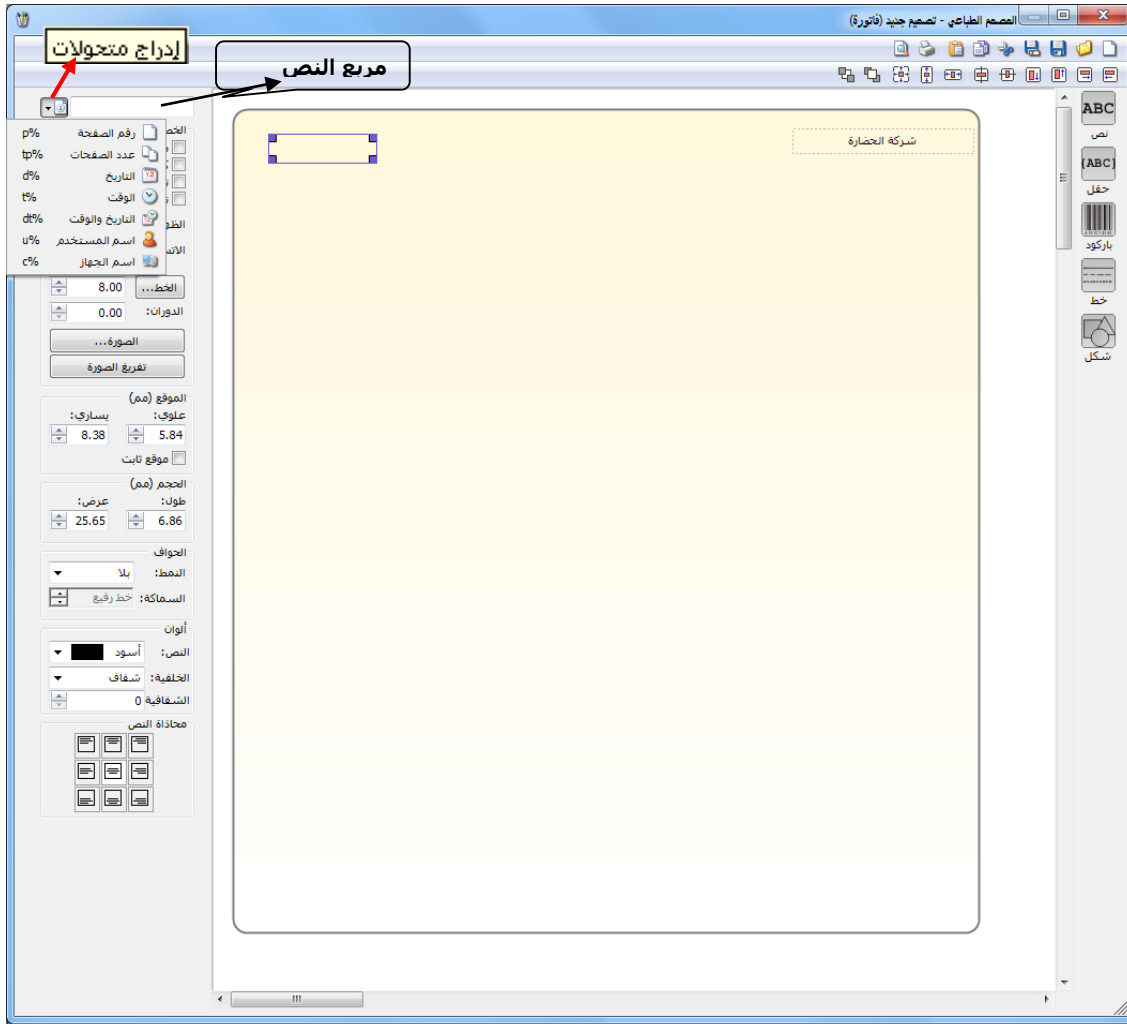 المصمم الطباعي - تصميم جديد (فاتورة)
إدراج متحولات
مربع النص
ABC
نص
[ABC]
حقل
باركود
خط
شكل
شركة الحضارة
رقم الصفحة %p
عدد الصفحات %tp
التاريخ %d
الوقت %t
التاريخ والوقت %dt
اسم المستخدم %u
اسم الجهاز %c
الخط... 8.00
الدوران: 0.00
الصورة...
تفريغ الصورة
الموقع (مم)
علوي: يساري:
5.84 8.38
موقع ثابت
الحجم (مم)
طول: عرض:
6.86 25.65
الحواف
النمط: بلا
السماكة: خط رفيع
ألوان
النص: أسود
الخلفية: شفاف
الشفافية 0
محاذاة النص